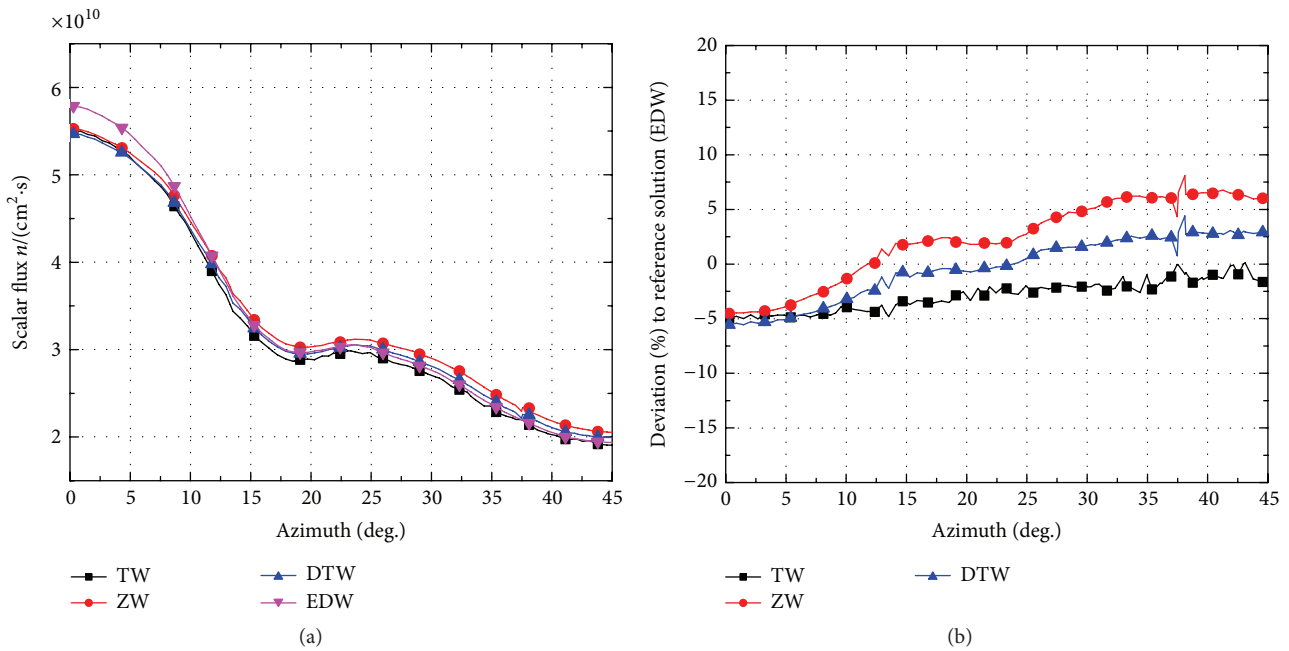 ×10¹⁰
6
5
4
3
2
Scalar flux n/(cm²·s)
0 5 10 15 20 25 30 35 40 45
Azimuth (deg.)
TW DTW
ZW EDW
(a)
20
15
10
5
0
−5
−10
−15
−20
Deviation (%) to reference solution (EDW)
0 5 10 15 20 25 30 35 40 45
Azimuth (deg.)
TW DTW
ZW
(b)